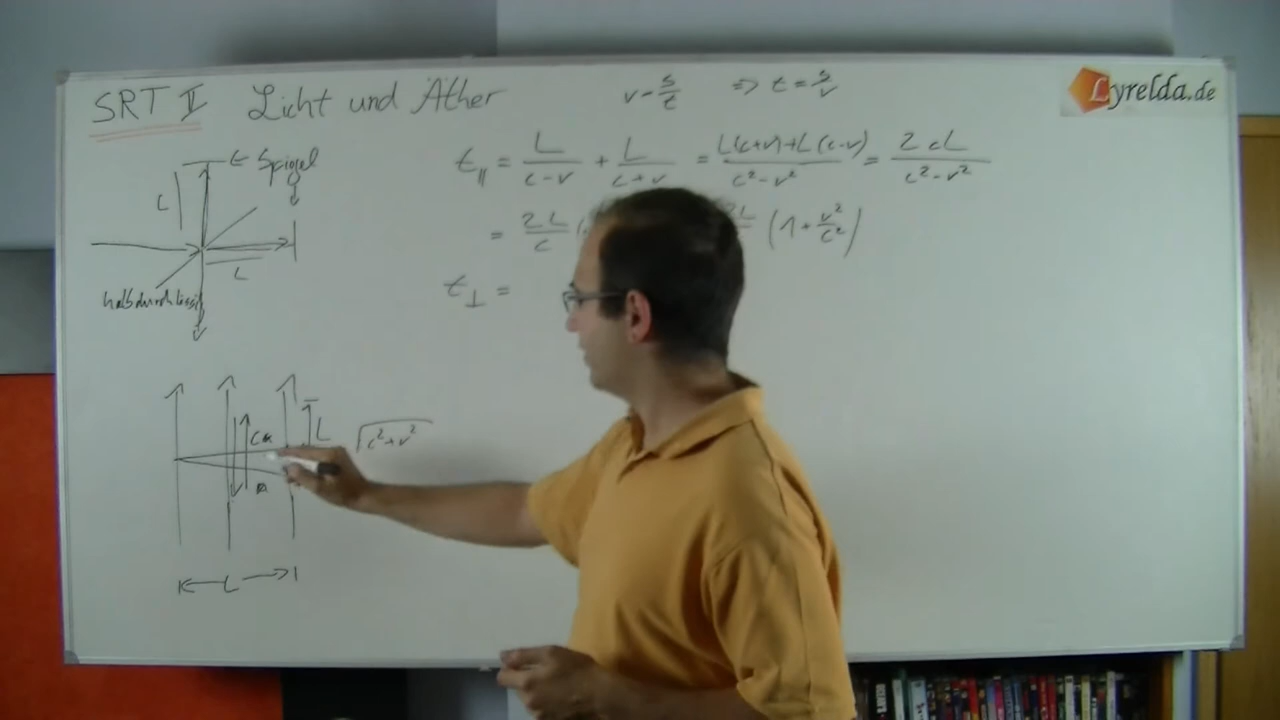 SRT II Licht und Äther
v = s/t ⇒ t = s/v
Lyrelda.de
← Spiegel
L
L
halbdurchlässig
t∥ = L/(c-v) + L/(c+v) = (L(c+v)+L(c-v))/(c²-v²) = 2cL/(c²-v²)
= 2L/c (1+v²/c²)
t⊥ =
L
√(c²+v²)
L